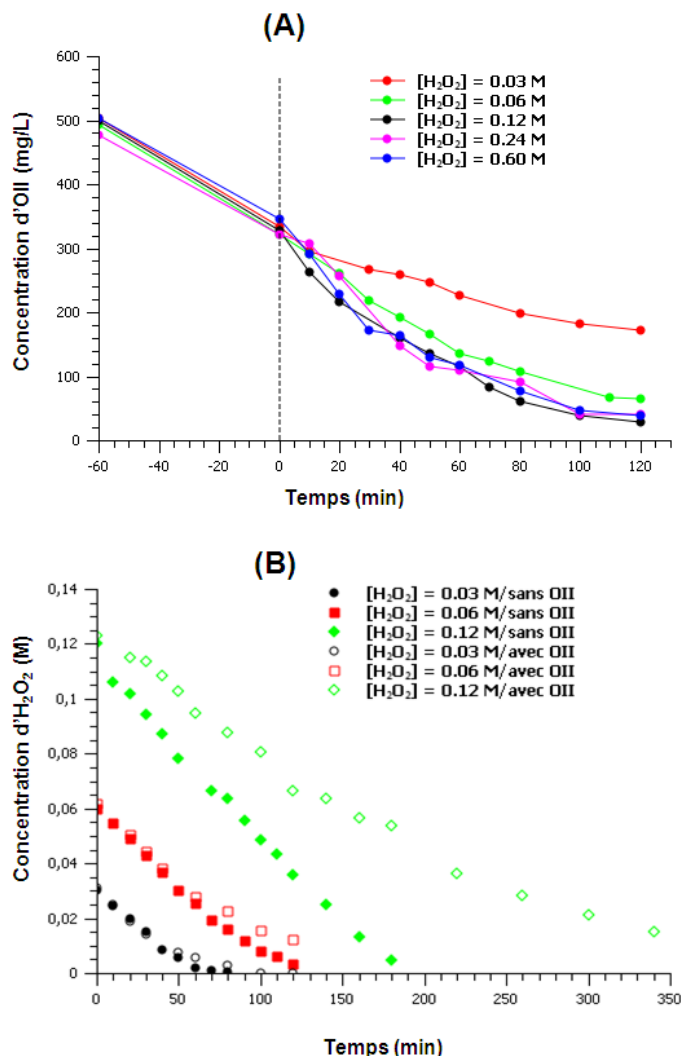 (A)
600
500
400
300
200
100
0
Concentration d'OII (mg/L)
[H₂O₂] = 0.03 M
[H₂O₂] = 0.06 M
[H₂O₂] = 0.12 M
[H₂O₂] = 0.24 M
[H₂O₂] = 0.60 M
-60 -40 -20 0 20 40 60 80 100 120
Temps (min)
(B)
0,14
0,12
0,1
0,08
0,06
0,04
0,02
0
Concentration d'H₂O₂ (M)
[H₂O₂] = 0.03 M/sans OII
[H₂O₂] = 0.06 M/sans OII
[H₂O₂] = 0.12 M/sans OII
[H₂O₂] = 0.03 M/avec OII
[H₂O₂] = 0.06 M/avec OII
[H₂O₂] = 0.12 M/avec OII
0 50 100 150 200 250 300 350
Temps (min)